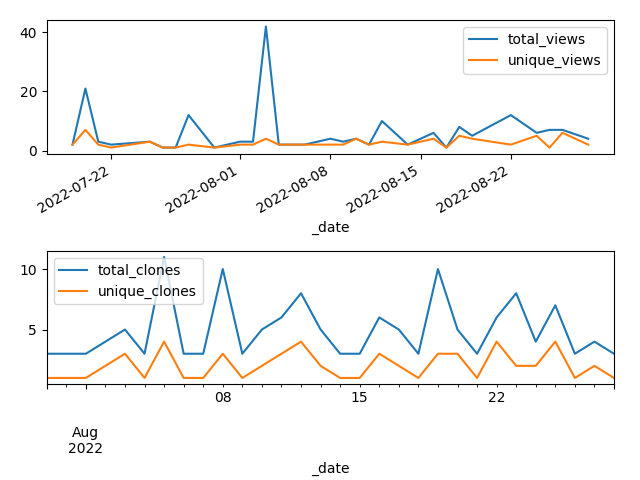 total_views
unique_views
40
20
0
2022-07-22
2022-08-01
2022-08-08
2022-08-15
2022-08-22
_date
total_clones
unique_clones
10
5
08
15
22
Aug
2022
_date